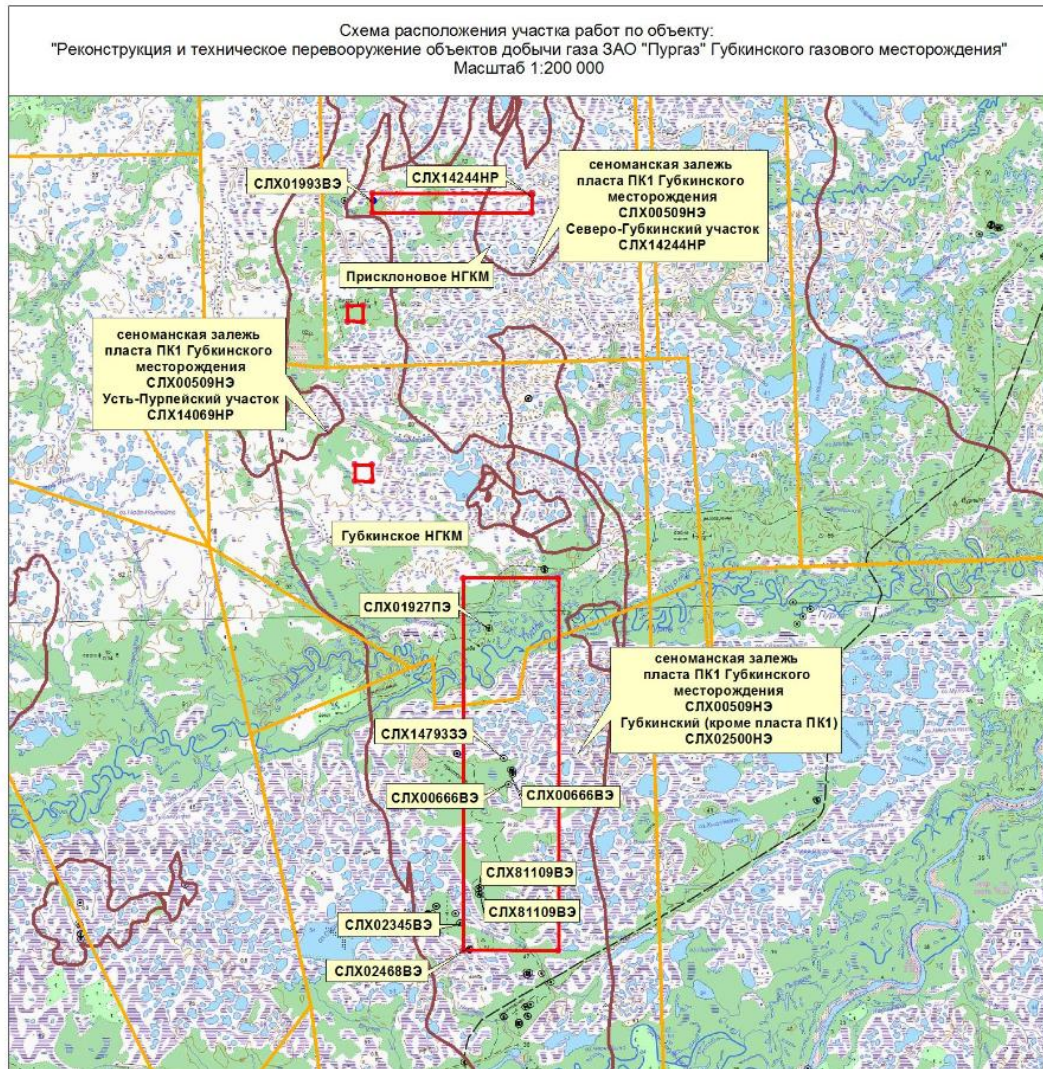 Схема расположения участка работ по объекту:
"Реконструкция и техническое перевооружение объектов добычи газа ЗАО "Пургаз" Губкинского газового месторождения"
Масштаб 1:200 000
СЛХ01993ВЭ
СЛХ14244НР
сеноманская залежь
пласта ПК1 Губкинского
месторождения
СЛХ00509НЭ
Северо-Губкинский участок
СЛХ14244НР
Присклоновое НГКМ
сеноманская залежь
пласта ПК1 Губкинского
месторождения
СЛХ00509НЭ
Усть-Пурпейский участок
СЛХ14069НР
Губкинское НГКМ
СЛХ01927ПЭ
сеноманская залежь
пласта ПК1 Губкинского
месторождения
СЛХ00509НЭ
Губкинский (кроме пласта ПК1)
СЛХ02500НЭ
СЛХ14793ЗЭ
СЛХ00666ВЭ
СЛХ00666ВЭ
СЛХ81109ВЭ
СЛХ81109ВЭ
СЛХ02345ВЭ
СЛХ02468ВЭ